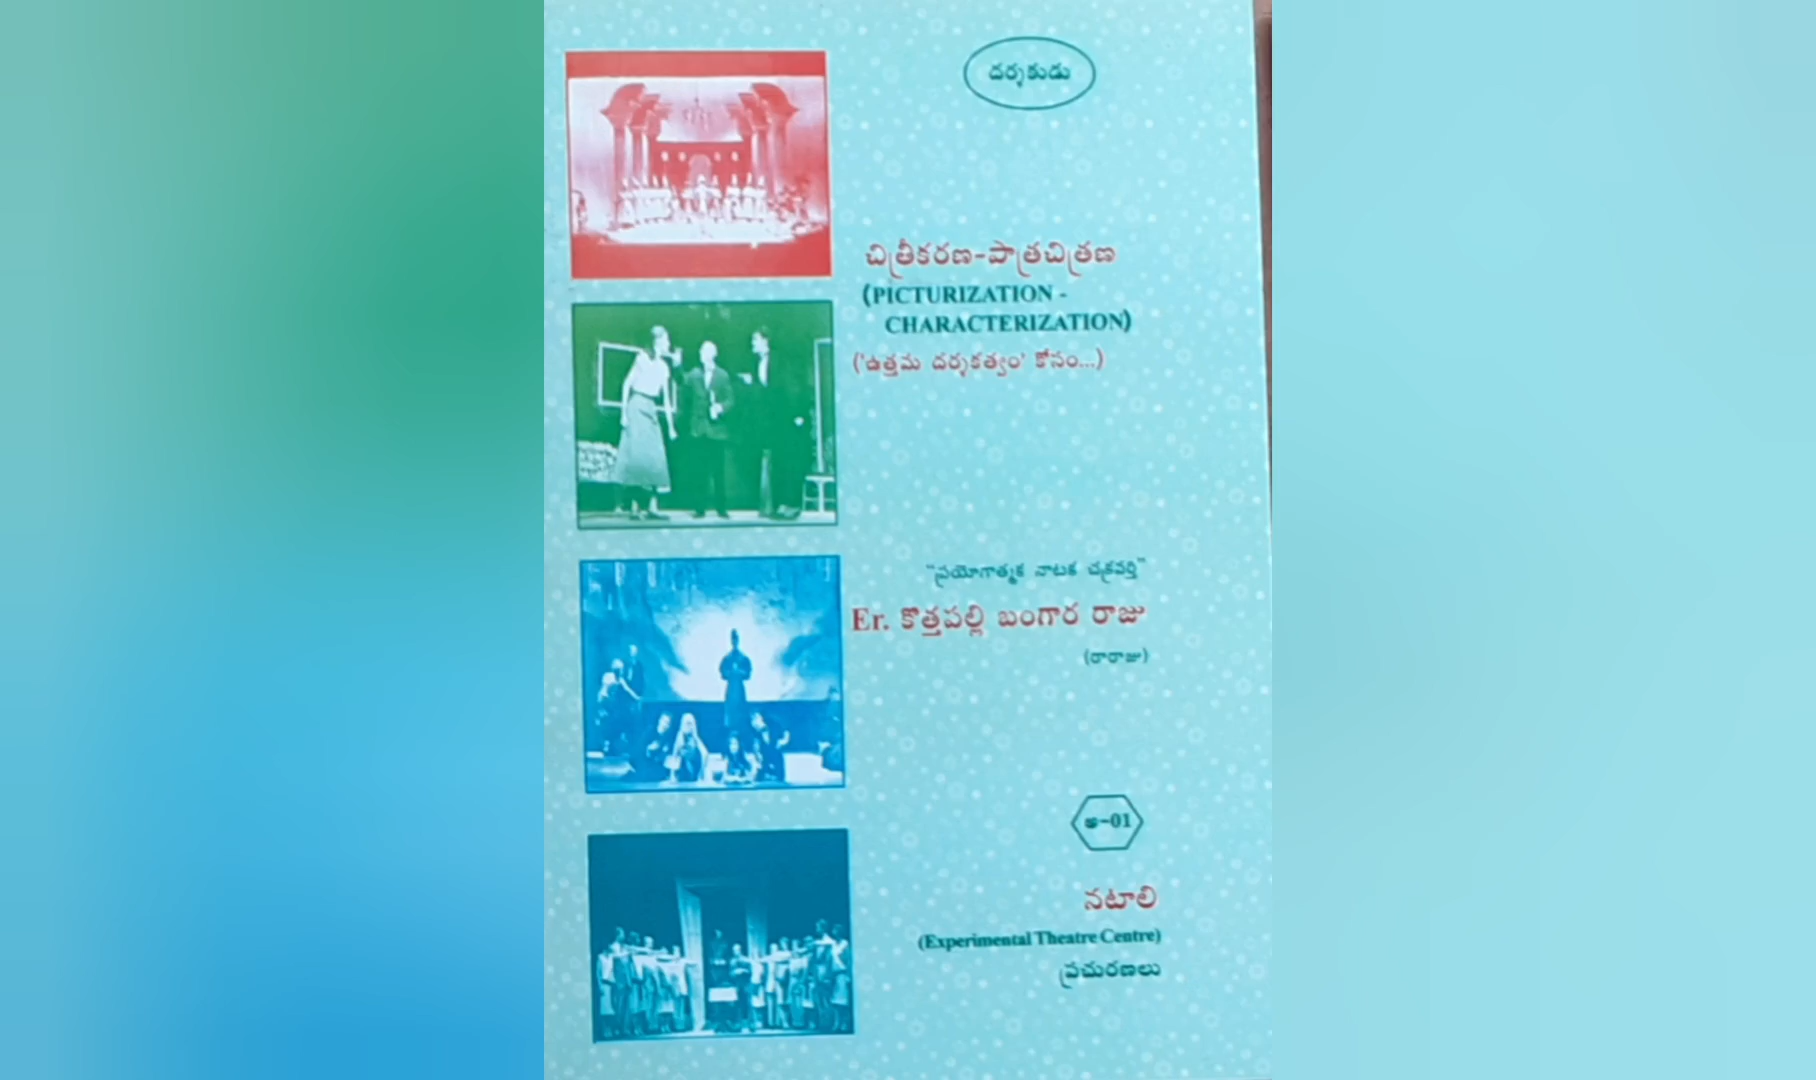 దర్శకుడు
చిత్రీకరణ-పాత్రచిత్రణ
(PICTURIZATION -
CHARACTERIZATION)
('ఉత్తమ దర్శకత్వం' కోసం...)
"ప్రయోగాత్మక నాటక చక్రవర్తి"
Er. కొత్తపల్లి బంగార రాజు
(రారాజు)
అ-01
నటాలి
(Experimental Theatre Centre)
ప్రచురణలు